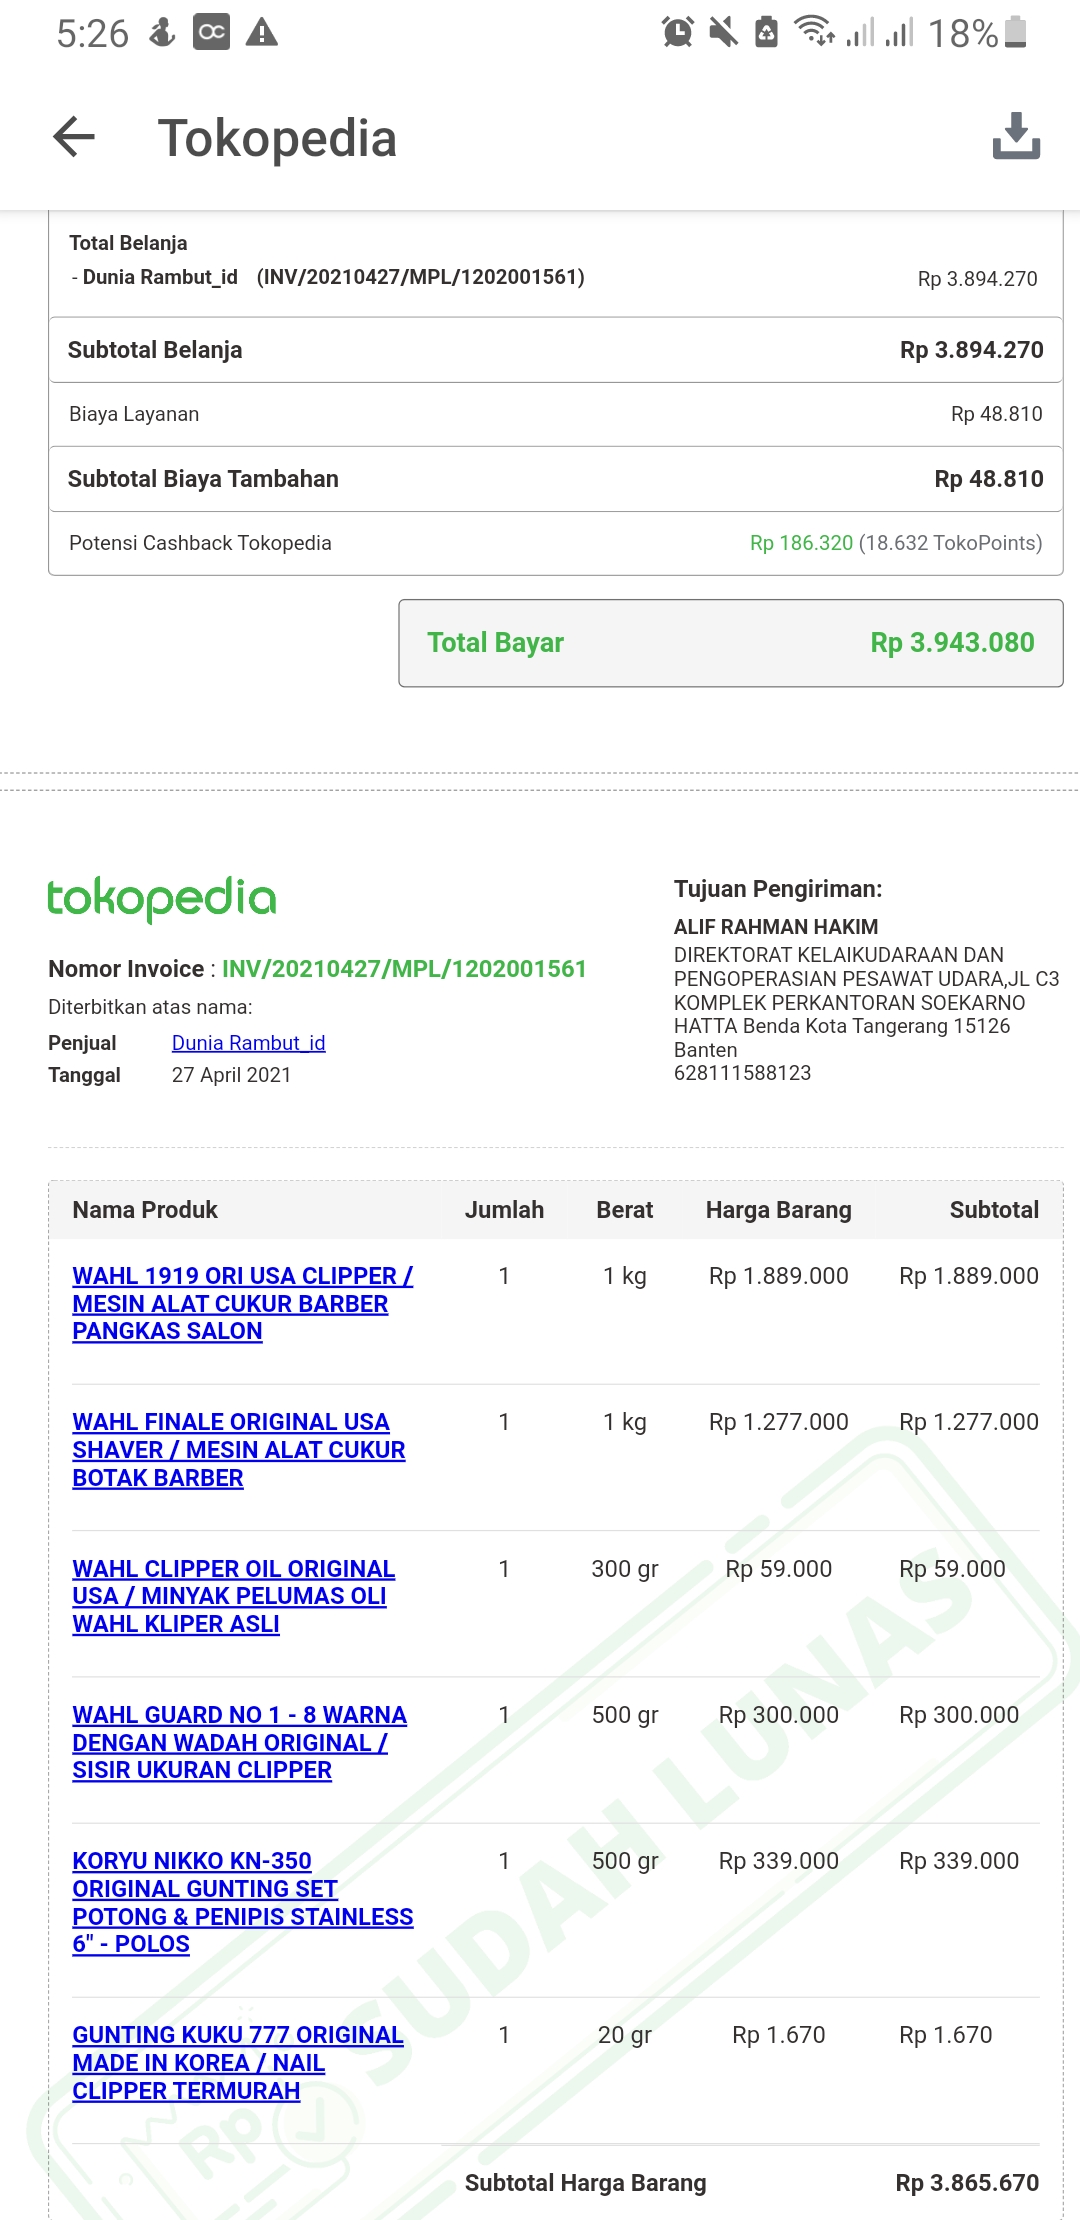 5:26 18%
Tokopedia
Total Belanja
- Dunia Rambut_id (INV/20210427/MPL/1202001561) Rp 3.894.270
Subtotal Belanja Rp 3.894.270
Biaya Layanan Rp 48.810
Subtotal Biaya Tambahan Rp 48.810
Potensi Cashback Tokopedia Rp 186.320 (18.632 TokoPoints)
Total Bayar Rp 3.943.080
tokopedia
Nomor Invoice : INV/20210427/MPL/1202001561
Diterbitkan atas nama:
Penjual Dunia Rambut_id
Tanggal 27 April 2021
Tujuan Pengiriman:
ALIF RAHMAN HAKIM
DIREKTORAT KELAIKUDARAAN DAN
PENGOPERASIAN PESAWAT UDARA,JL C3
KOMPLEK PERKANTORAN SOEKARNO
HATTA Benda Kota Tangerang 15126
Banten
628111588123
Nama Produk Jumlah Berat Harga Barang Subtotal
WAHL 1919 ORI USA CLIPPER / 1 1 kg Rp 1.889.000 Rp 1.889.000
MESIN ALAT CUKUR BARBER
PANGKAS SALON
WAHL FINALE ORIGINAL USA 1 1 kg Rp 1.277.000 Rp 1.277.000
SHAVER / MESIN ALAT CUKUR
BOTAK BARBER
WAHL CLIPPER OIL ORIGINAL 1 300 gr Rp 59.000 Rp 59.000
USA / MINYAK PELUMAS OLI
WAHL KLIPER ASLI
WAHL GUARD NO 1 - 8 WARNA 1 500 gr Rp 300.000 Rp 300.000
DENGAN WADAH ORIGINAL /
SISIR UKURAN CLIPPER
KORYU NIKKO KN-350 1 500 gr Rp 339.000 Rp 339.000
ORIGINAL GUNTING SET
POTONG & PENIPIS STAINLESS
6" - POLOS
GUNTING KUKU 777 ORIGINAL 1 20 gr Rp 1.670 Rp 1.670
MADE IN KOREA / NAIL
CLIPPER TERMURAH
Subtotal Harga Barang Rp 3.865.670
SUDAH LUNAS
Rp